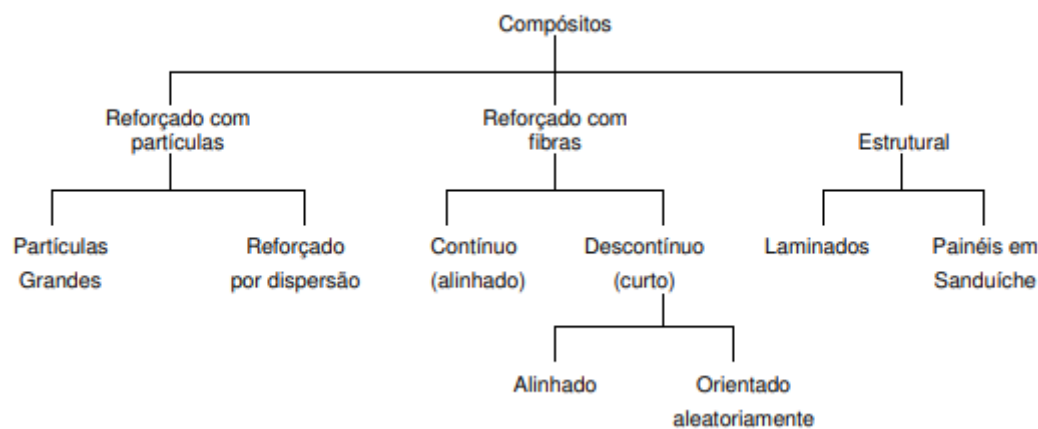 Compósitos
Reforçado com
partículas
Reforçado com
fibras
Estrutural
Partículas
Grandes
Reforçado
por dispersão
Contínuo
(alinhado)
Descontínuo
(curto)
Laminados
Painéis em
Sanduíche
Alinhado
Orientado
aleatoriamente